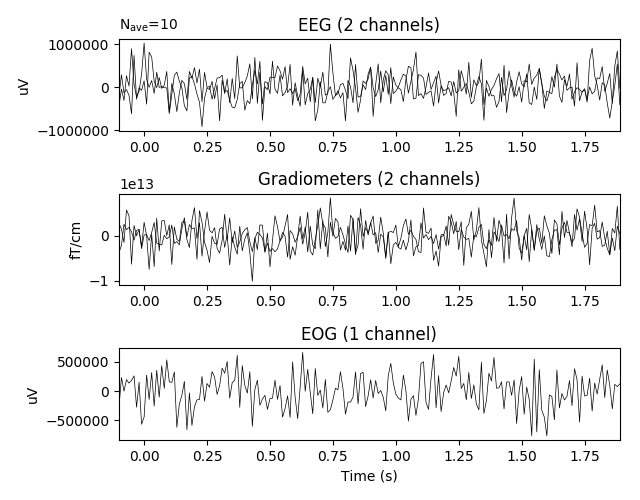 N_ave=10
EEG (2 channels)
1000000
0
−1000000
uV
0.00 0.25 0.50 0.75 1.00 1.25 1.50 1.75
1e13
Gradiometers (2 channels)
0
−1
fT/cm
0.00 0.25 0.50 0.75 1.00 1.25 1.50 1.75
EOG (1 channel)
500000
0
−500000
uV
0.00 0.25 0.50 0.75 1.00 1.25 1.50 1.75
Time (s)